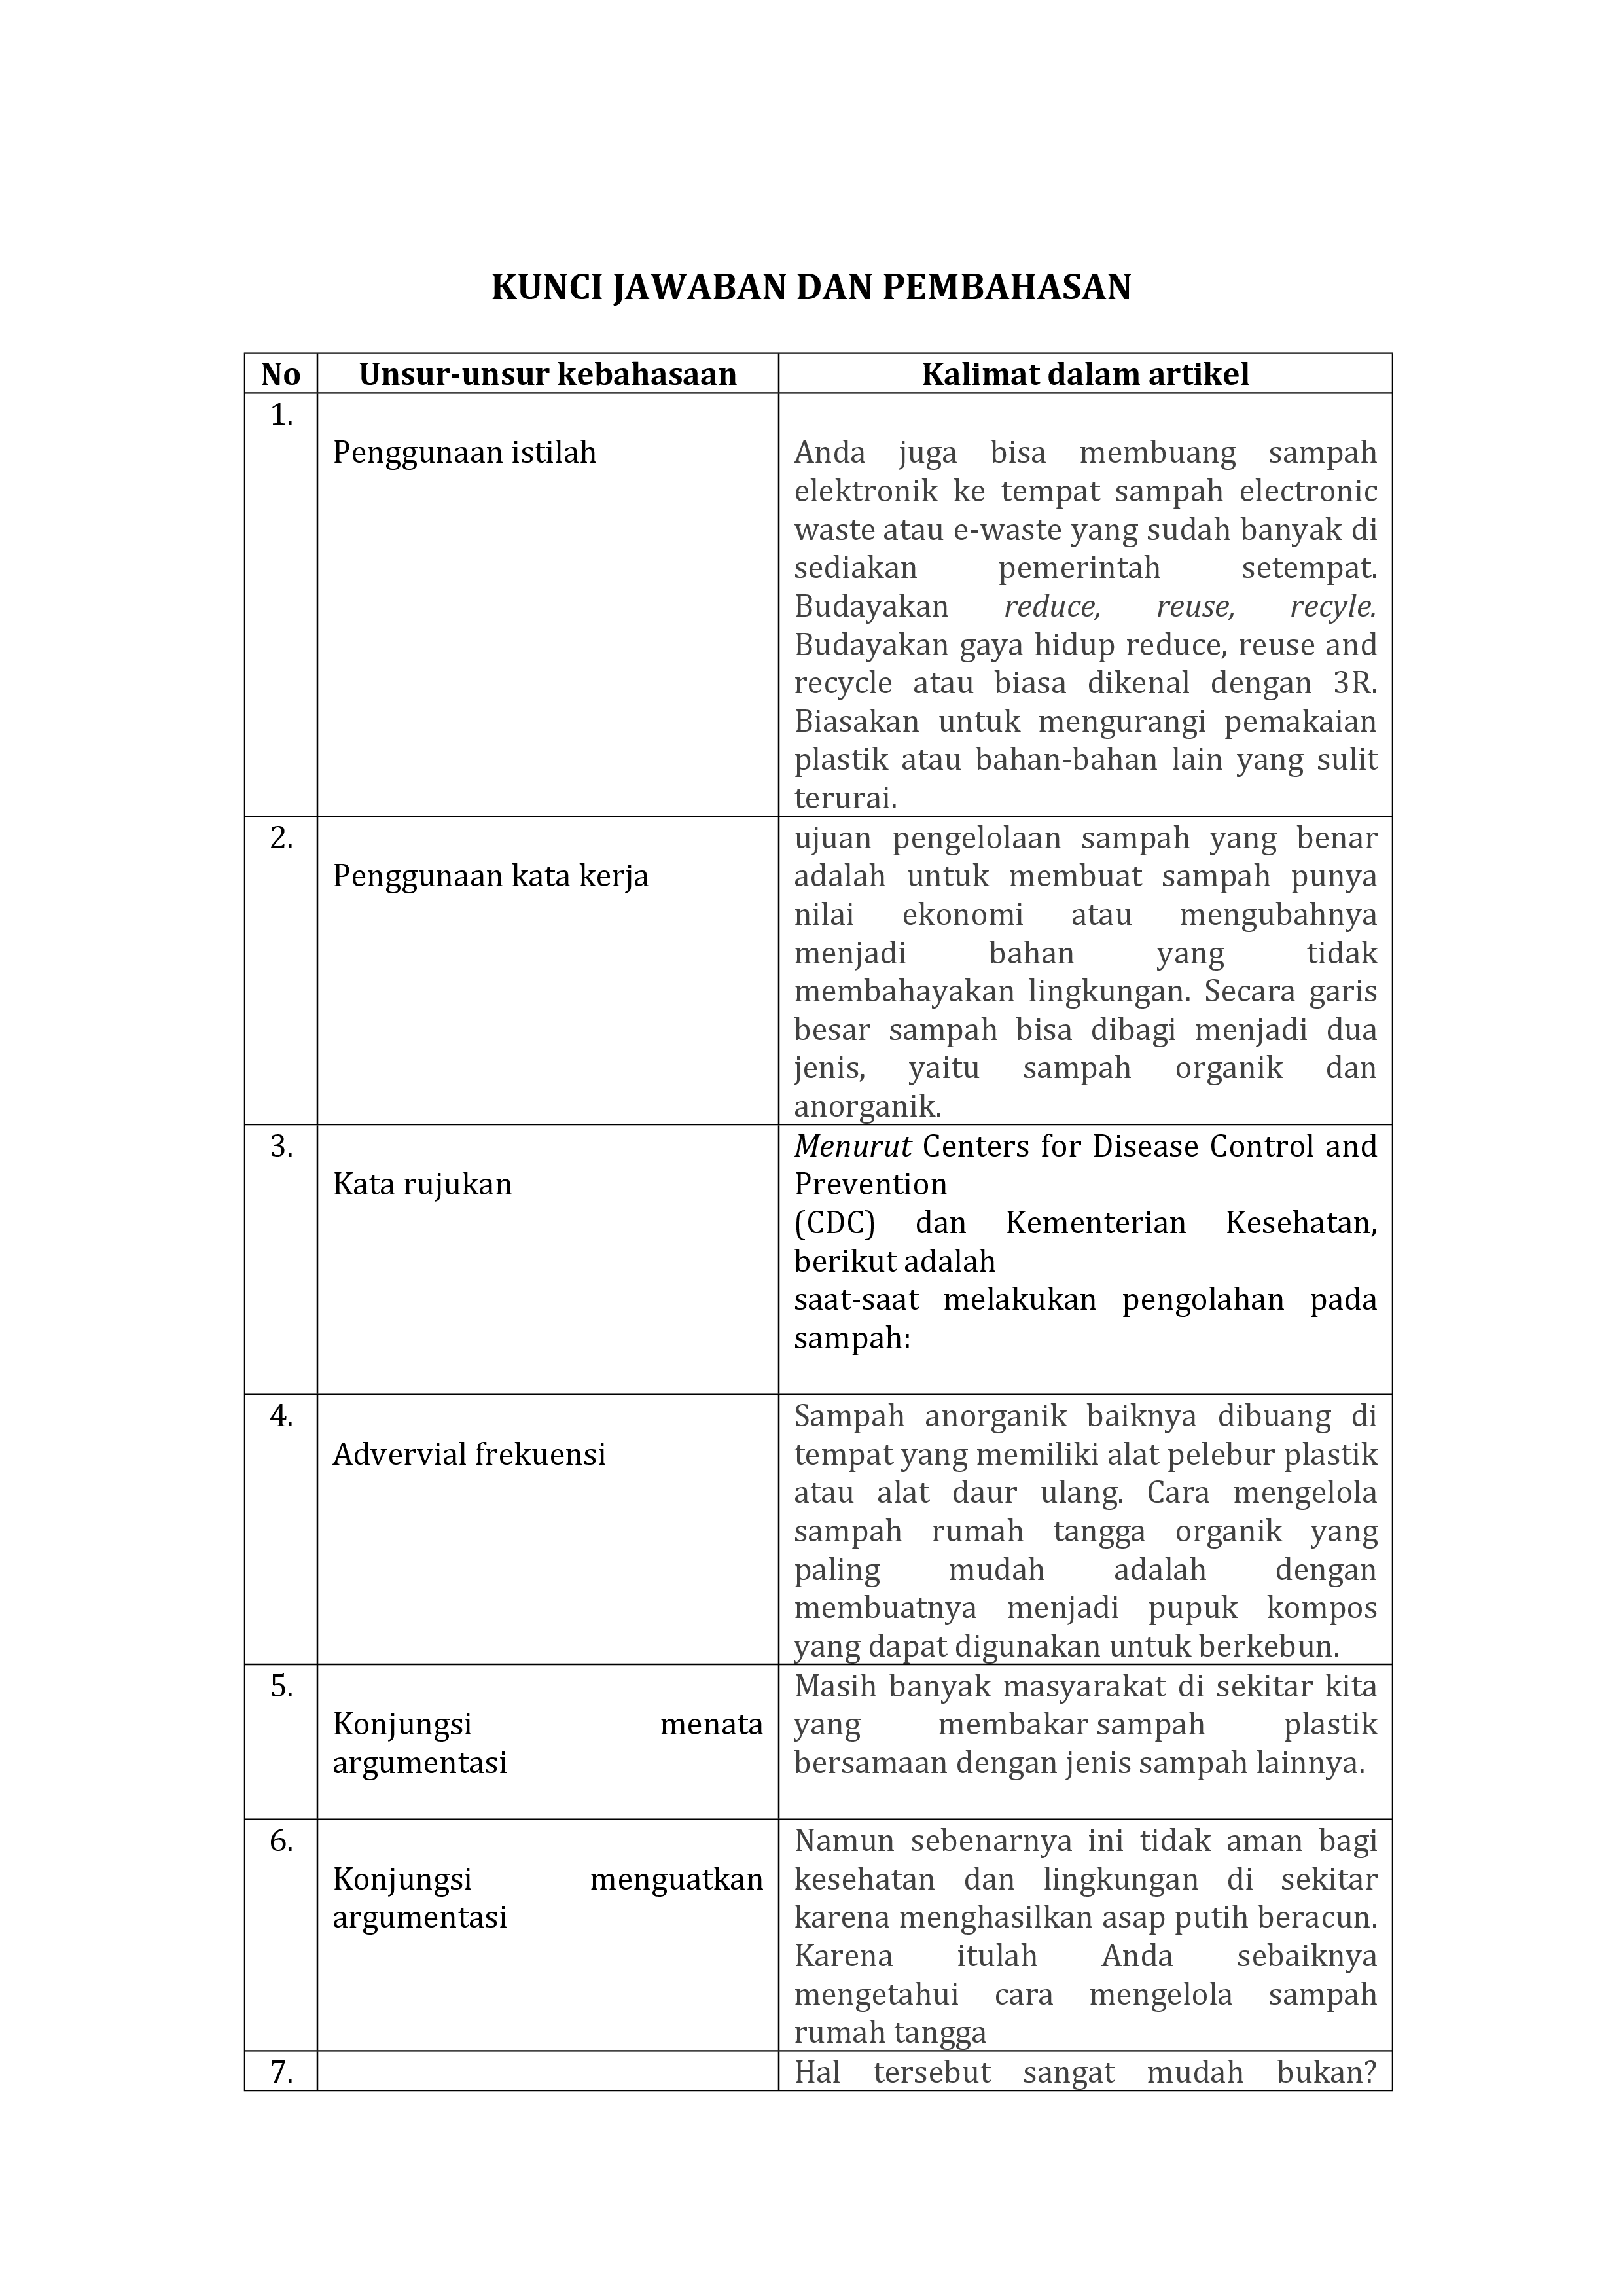 KUNCI JAWABAN DAN PEMBAHASAN
No Unsur-unsur kebahasaan Kalimat dalam artikel
1.
Penggunaan istilah
Anda juga bisa membuang sampah
elektronik ke tempat sampah electronic
waste atau e-waste yang sudah banyak di
sediakan pemerintah setempat.
Budayakan reduce, reuse, recyle.
Budayakan gaya hidup reduce, reuse and
recycle atau biasa dikenal dengan 3R.
Biasakan untuk mengurangi pemakaian
plastik atau bahan-bahan lain yang sulit
terurai.
2.
Penggunaan kata kerja
ujuan pengelolaan sampah yang benar
adalah untuk membuat sampah punya
nilai ekonomi atau mengubahnya
menjadi bahan yang tidak
membahayakan lingkungan. Secara garis
besar sampah bisa dibagi menjadi dua
jenis, yaitu sampah organik dan
anorganik.
3.
Kata rujukan
Menurut Centers for Disease Control and
Prevention
(CDC) dan Kementerian Kesehatan,
berikut adalah
saat-saat melakukan pengolahan pada
sampah:
4.
Advervial frekuensi
Sampah anorganik baiknya dibuang di
tempat yang memiliki alat pelebur plastik
atau alat daur ulang. Cara mengelola
sampah rumah tangga organik yang
paling mudah adalah dengan
membuatnya menjadi pupuk kompos
yang dapat digunakan untuk berkebun.
5.
Konjungsi menata
argumentasi
Masih banyak masyarakat di sekitar kita
yang membakar sampah plastik
bersamaan dengan jenis sampah lainnya.
6.
Konjungsi menguatkan
argumentasi
Namun sebenarnya ini tidak aman bagi
kesehatan dan lingkungan di sekitar
karena menghasilkan asap putih beracun.
Karena itulah Anda sebaiknya
mengetahui cara mengelola sampah
rumah tangga
7.
Hal tersebut sangat mudah bukan?